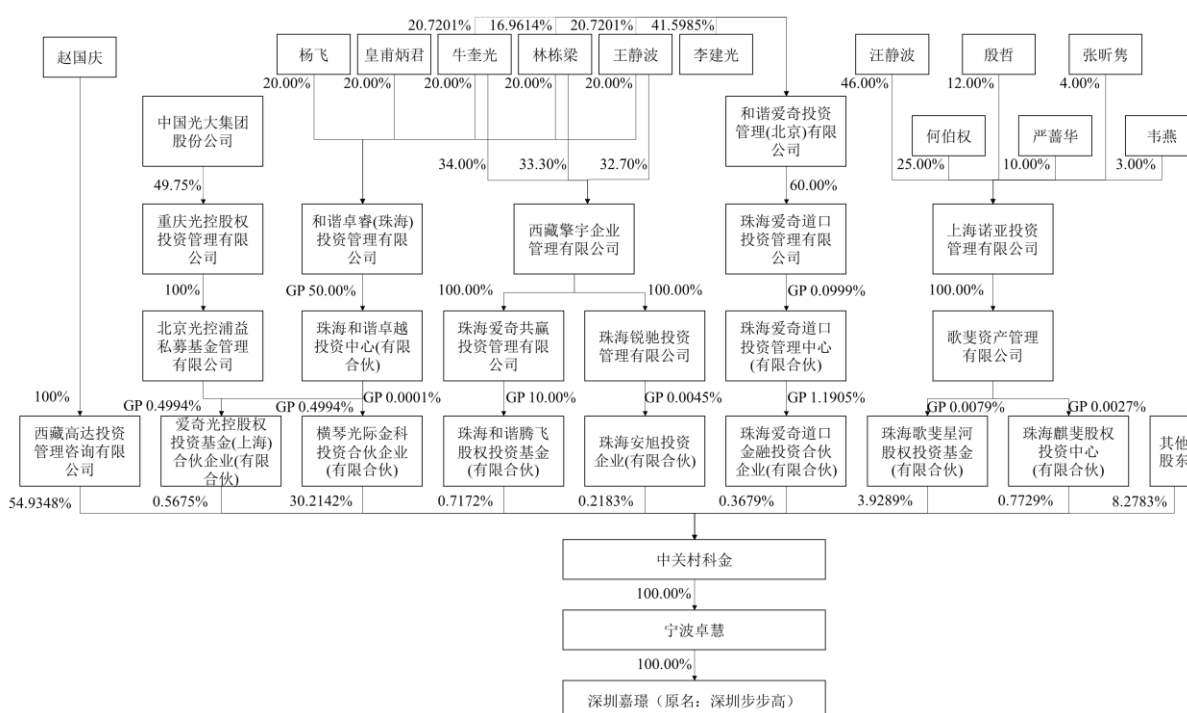 20.7201% 16.9614% 20.7201% 41.5985%
赵国庆
杨飞
皇甫炳君
牛奎光
林栋梁
王静波
李建光
汪静波
殷哲
张昕隽
20.00% 20.00% 20.00% 20.00% 20.00%
46.00% 12.00% 4.00%
中国光大集团
股份公司
和谐爱奇投资
管理(北京)有限
公司
何伯权
严蔷华
韦燕
34.00% 33.30% 32.70%
25.00% 10.00% 3.00%
49.75%
60.00%
重庆光控股权
投资管理有限
公司
和谐卓睿(珠海)
投资管理有限
公司
西藏擎宇企业
管理有限公司
珠海爱奇道口
投资管理有限
公司
上海诺亚投资
管理有限公司
100%
GP 50.00%
100.00%
100.00%
GP 0.0999%
100.00%
北京光控浦益
私募基金管理
有限公司
珠海和谐卓越
投资中心(有限
合伙)
珠海爱奇共赢
投资管理有限
公司
珠海锐驰投资
管理有限公司
珠海爱奇道口
投资管理中心
(有限合伙)
歌斐资产管理
有限公司
100%
GP 0.4994%
GP 0.4994%
GP 0.0001%
GP 10.00%
GP 0.0045%
GP 1.1905%
GP 0.0079%
GP 0.0027%
西藏高达投资
管理咨询有限
公司
爱奇光控股权
投资基金(上海)
合伙企业(有限
合伙)
横琴光际金科
投资合伙企业
(有限合伙)
珠海和谐腾飞
股权投资基金
(有限合伙)
珠海安旭投资
企业(有限合伙)
珠海爱奇道口
金融投资合伙
企业(有限合伙)
珠海歌斐星河
股权投资基金
(有限合伙)
珠海麒斐股权
投资中心
(有限合伙)
其他
股东
54.9348% 0.5675% 30.2142% 0.7172% 0.2183% 0.3679% 3.9289% 0.7729% 8.2783%
中关村科金
100.00%
宁波卓慧
100.00%
深圳嘉璟（原名：深圳步步高）